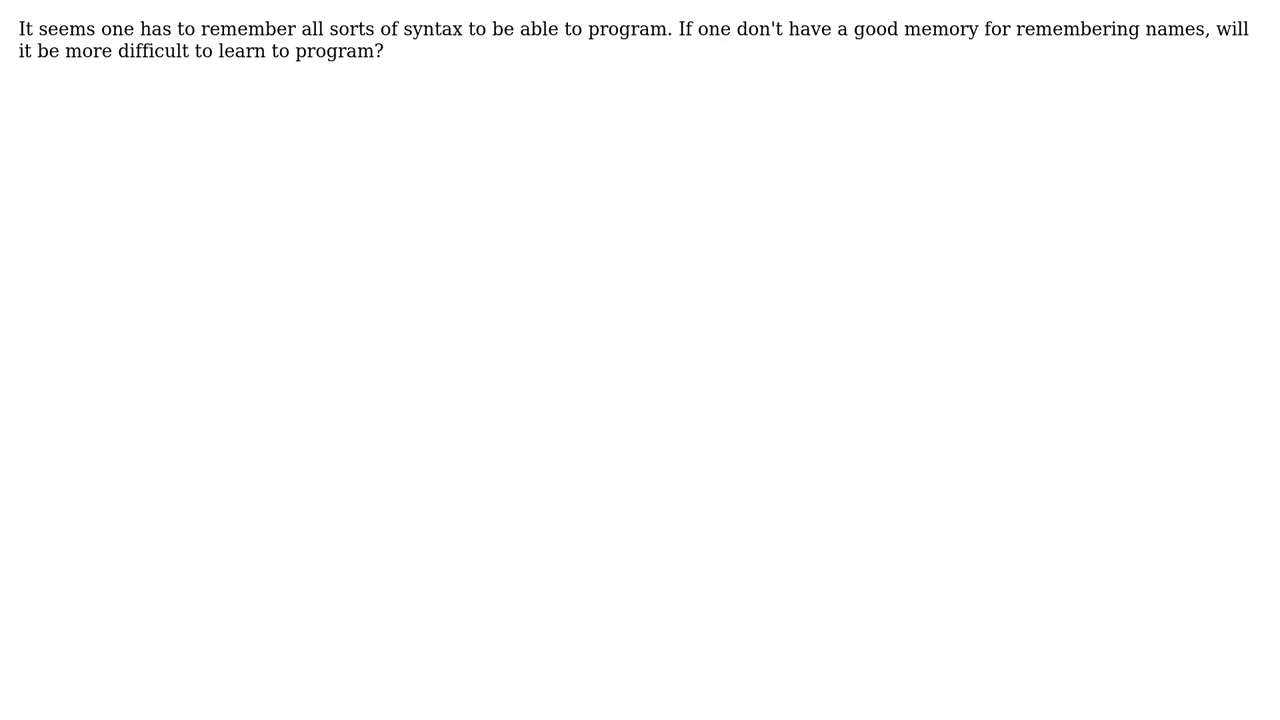 It seems one has to remember all sorts of syntax to be able to program. If one don't have a good memory for remembering names, will
it be more difficult to learn to program?